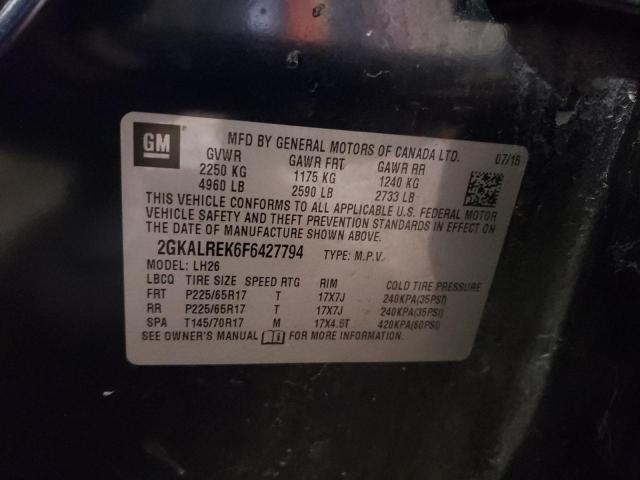 GM
MFD BY GENERAL MOTORS OF CANADA LTD. 07/15
GVWR GAWR FRT GAWR RR
2250 KG 1175 KG 1240 KG
4960 LB 2590 LB 2733 LB
THIS VEHICLE CONFORMS TO ALL APPLICABLE U.S. FEDERAL MOTOR
VEHICLE SAFETY AND THEFT PREVENTION STANDARDS IN EFFECT ON
THE DATE OF MANUFACTURE SHOWN ABOVE.
2GKALREK6F6427794 TYPE: M.P.V.
MODEL: LH26
LBCQ TIRE SIZE SPEED RTG RIM COLD TIRE PRESSURE
FRT P225/65R17 T 17X7J 240KPA(35PSI)
RR P225/65R17 T 17X7J 240KPA(35PSI)
SPA T145/70R17 M 17X4.5T 420KPA(60PSI)
SEE OWNER'S MANUAL FOR MORE INFORMATION.